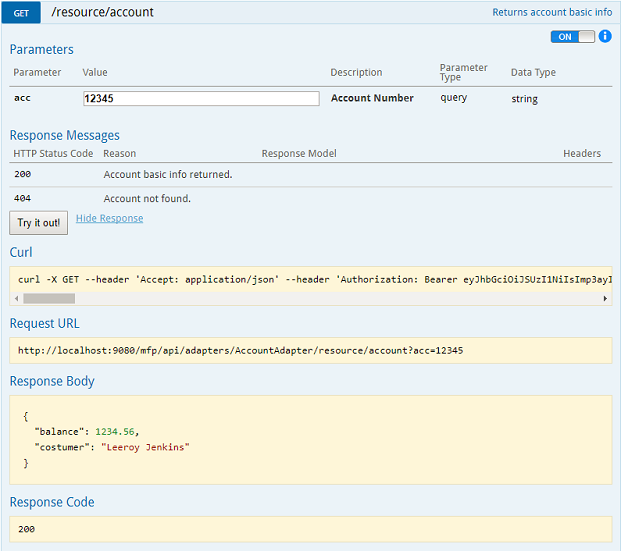 GET /resource/account Returns account basic info
ON i
Parameters
Parameter Value Description Parameter Type Data Type
acc 12345 Account Number query string
Response Messages
HTTP Status Code Reason Response Model Headers
200 Account basic info returned.
404 Account not found.
Try it out! Hide Response
Curl
curl -X GET --header 'Accept: application/json' --header 'Authorization: Bearer eyJhbGciOiJSUzI1NiIsImp3ayI
Request URL
http://localhost:9080/mfp/api/adapters/AccountAdapter/resource/account?acc=12345
Response Body
{
"balance": 1234.56,
"costumer": "Leeroy Jenkins"
}
Response Code
200